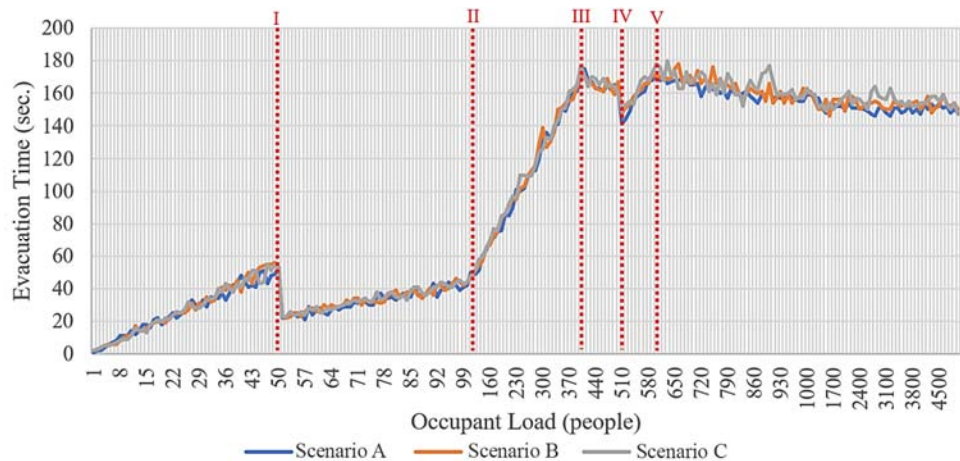 I II III IV V
200
180
160
140
120
100
80
60
40
20
0
Evacuation Time (sec.)
1 8 15 22 29 36 43 50 57 64 71 78 85 92 99 160 230 300 370 440 510 580 650 720 790 860 930 1000 1700 2400 3100 3800 4500
Occupant Load (people)
Scenario A Scenario B Scenario C